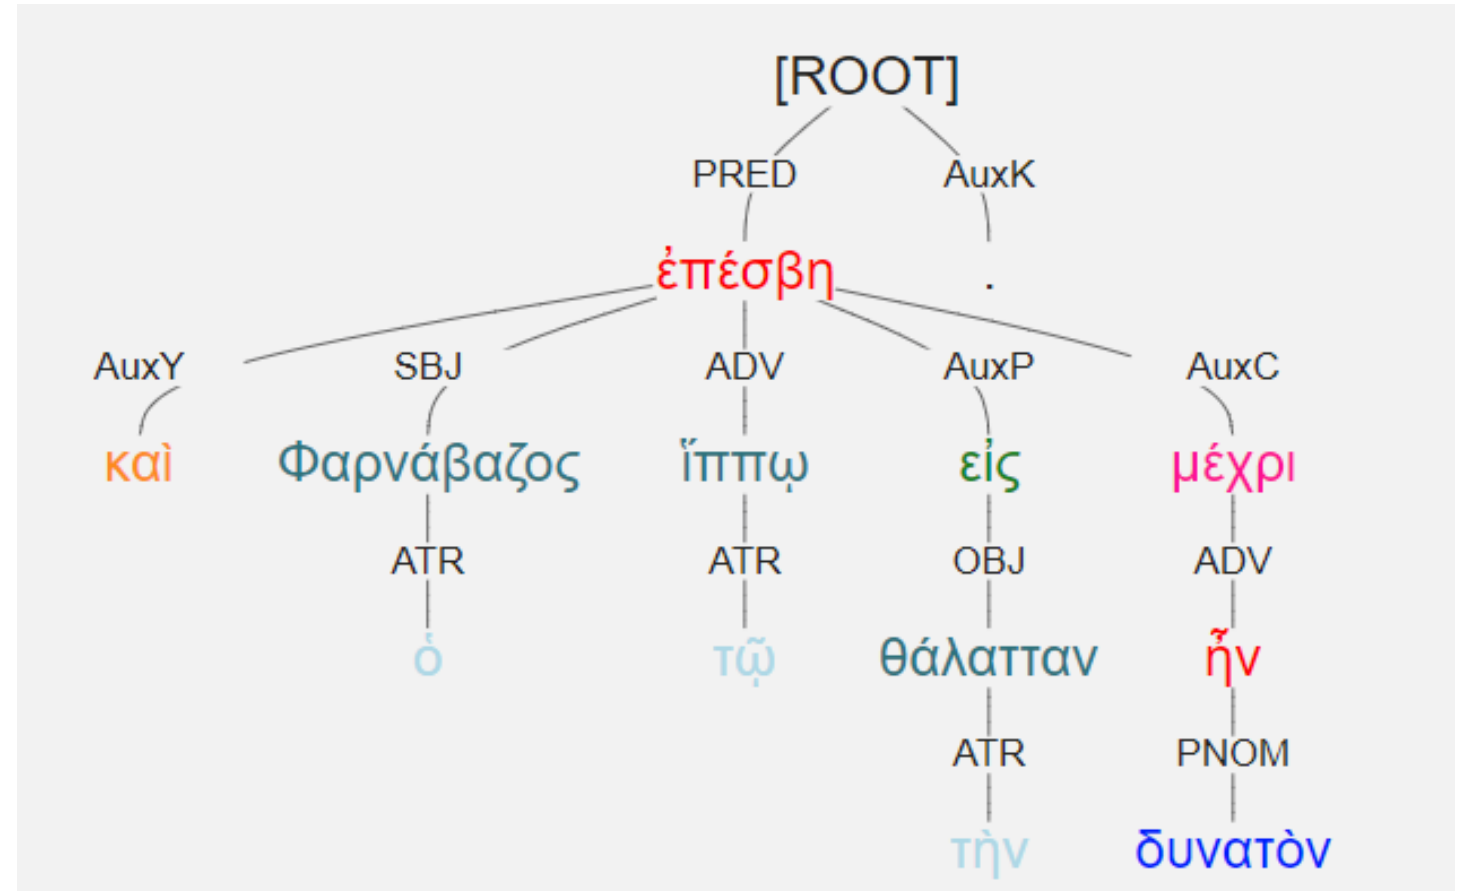 [ROOT]
PRED AuxK
ἐπέσβη .
AuxY SBJ ADV AuxP AuxC
καὶ Φαρνάβαζος ἵππῳ εἰς μέχρι
ATR ATR OBJ ADV
ὁ τῷ θάλατταν ἦν
ATR PNOM
τὴν δυνατὸν